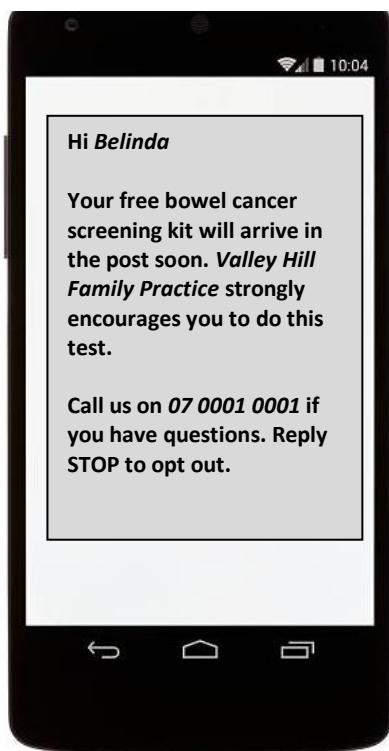 10:04
Hi Belinda
Your free bowel cancer
screening kit will arrive in
the post soon. Valley Hill
Family Practice strongly
encourages you to do this
test.
Call us on 07 0001 0001 if
you have questions. Reply
STOP to opt out.